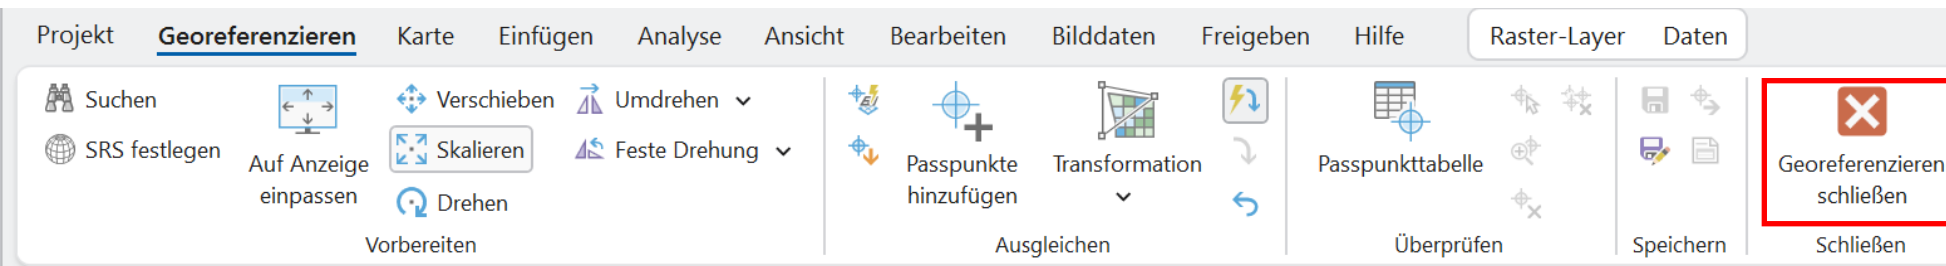 Projekt Georeferenzieren Karte Einfügen Analyse Ansicht Bearbeiten Bilddaten Freigeben Hilfe Raster-Layer Daten
Suchen
SRS festlegen
Auf Anzeige
einpassen
Verschieben
Skalieren
Drehen
Umdrehen
Feste Drehung
Vorbereiten
Passpunkte
hinzufügen
Transformation
Ausgleichen
Passpunkttabelle
Überprüfen
Speichern
Georeferenzieren
schließen
Schließen